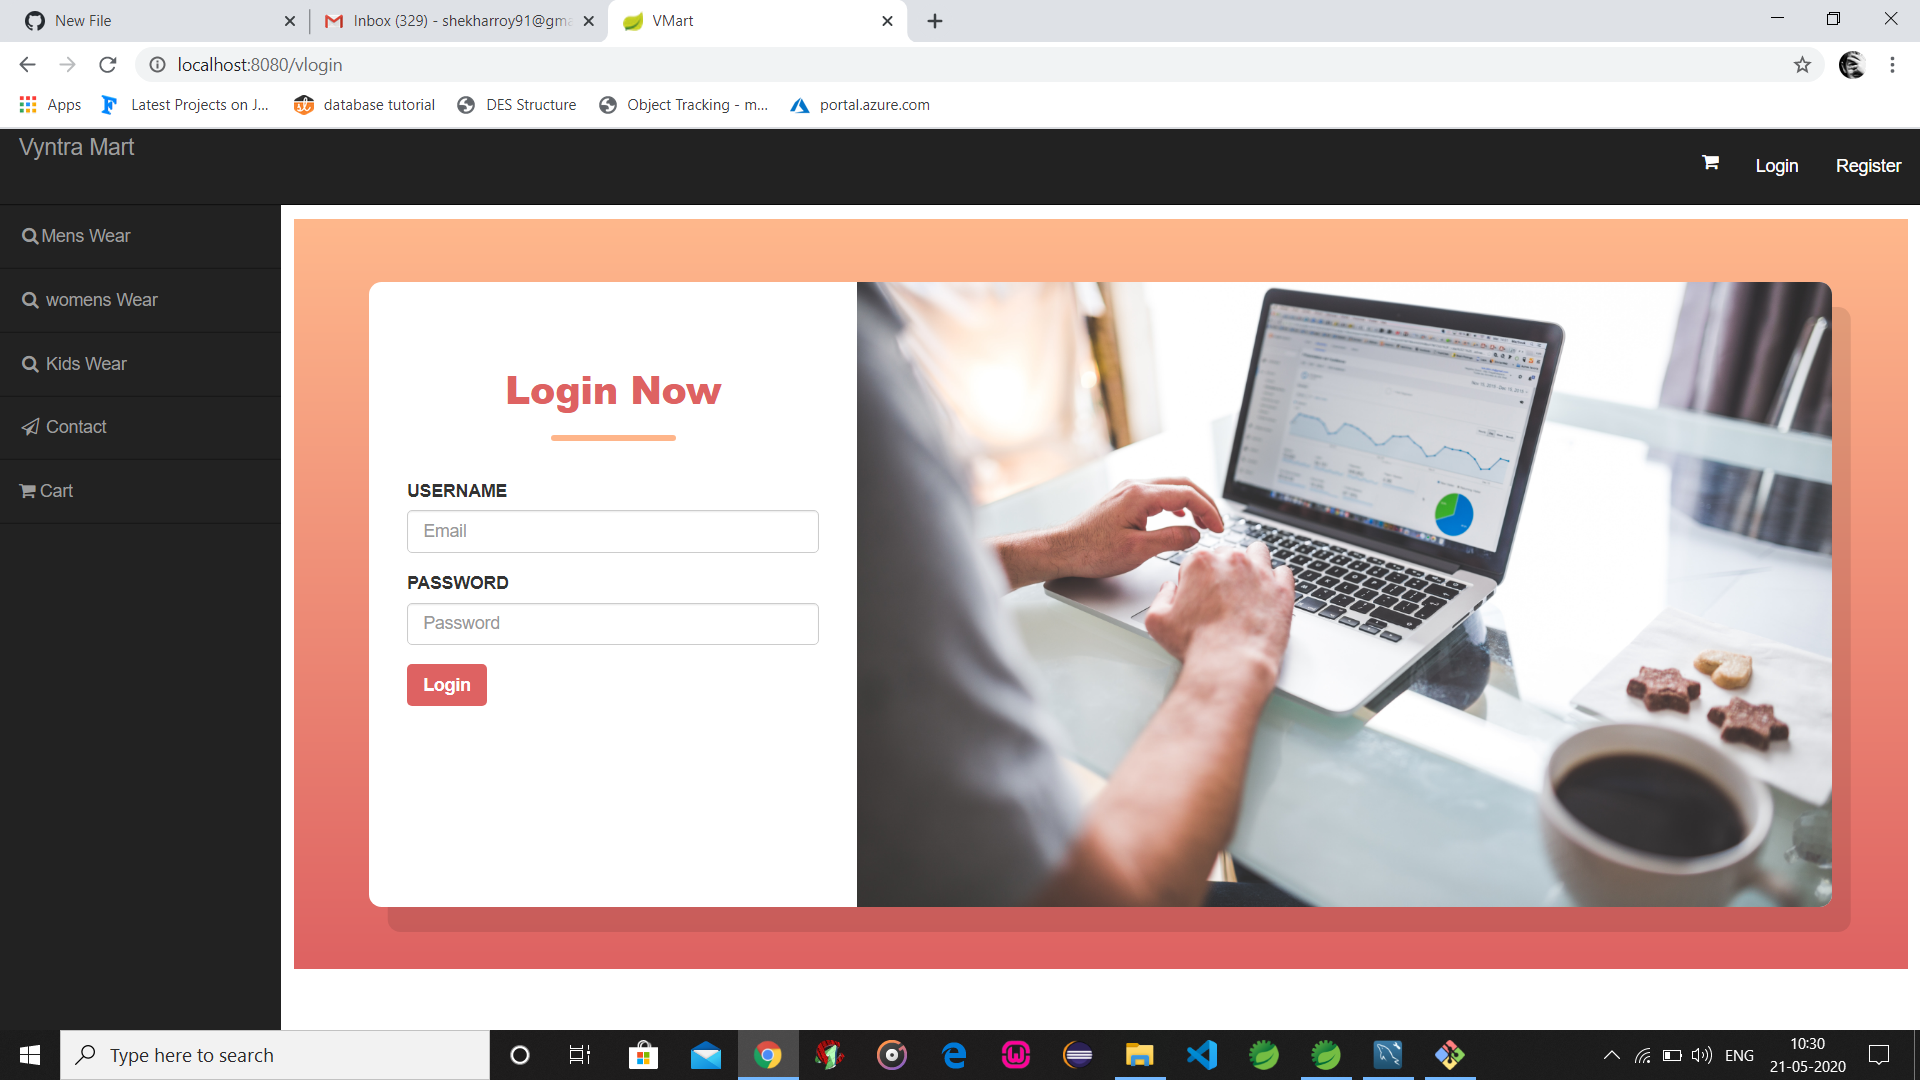 New File
Inbox (329) - shekharroy91@gma
VMart
localhost:8080/vlogin
Apps
Latest Projects on J...
database tutorial
DES Structure
Object Tracking - m...
portal.azure.com
Vyntra Mart
Login
Register
Mens Wear
womens Wear
Kids Wear
Contact
Cart
Login Now
USERNAME
Email
PASSWORD
Password
Login
Type here to search
ENG
10:30
21-05-2020